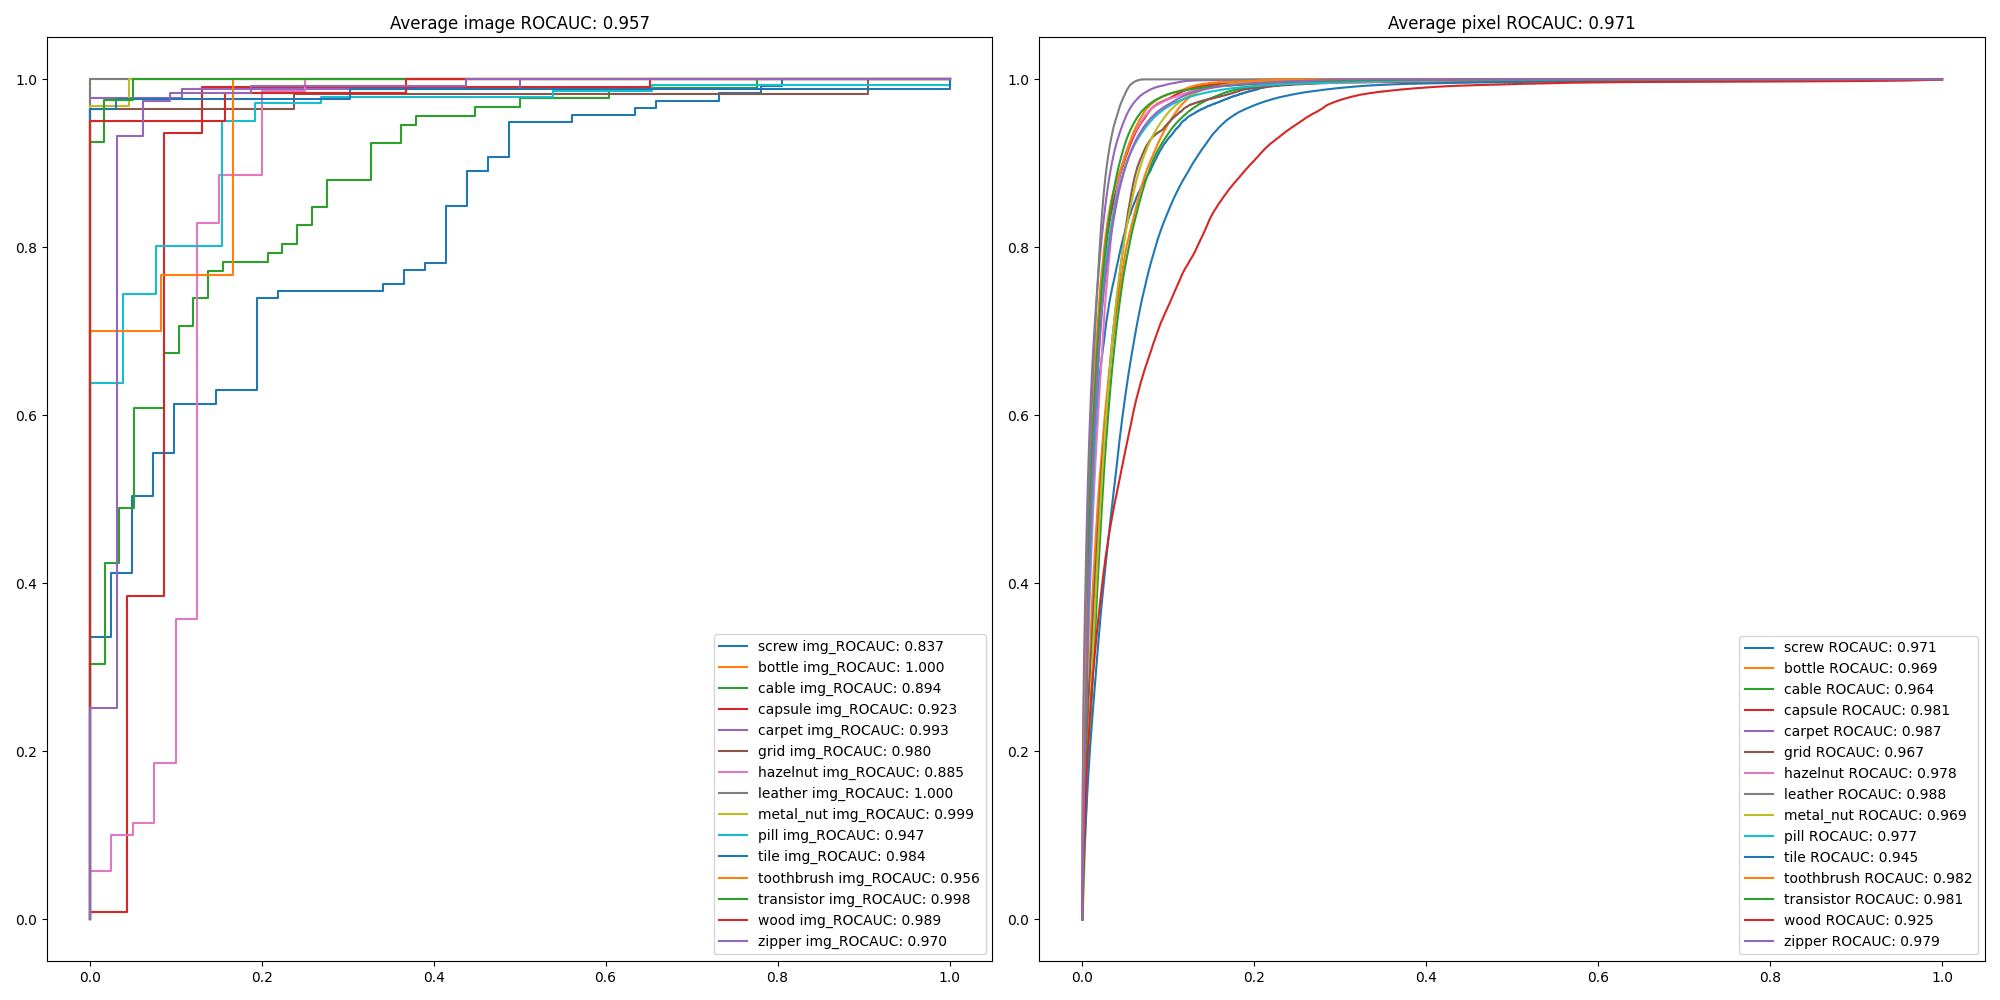 Average image ROCAUC: 0.957
1.0
0.8
0.6
0.4
0.2
0.0
0.0 0.2 0.4 0.6 0.8 1.0
screw img_ROCAUC: 0.837
bottle img_ROCAUC: 1.000
cable img_ROCAUC: 0.894
capsule img_ROCAUC: 0.923
carpet img_ROCAUC: 0.993
grid img_ROCAUC: 0.980
hazelnut img_ROCAUC: 0.885
leather img_ROCAUC: 1.000
metal_nut img_ROCAUC: 0.999
pill img_ROCAUC: 0.947
tile img_ROCAUC: 0.984
toothbrush img_ROCAUC: 0.956
transistor img_ROCAUC: 0.998
wood img_ROCAUC: 0.989
zipper img_ROCAUC: 0.970
Average pixel ROCAUC: 0.971
1.0
0.8
0.6
0.4
0.2
0.0
0.0 0.2 0.4 0.6 0.8 1.0
screw ROCAUC: 0.971
bottle ROCAUC: 0.969
cable ROCAUC: 0.964
capsule ROCAUC: 0.981
carpet ROCAUC: 0.987
grid ROCAUC: 0.967
hazelnut ROCAUC: 0.978
leather ROCAUC: 0.988
metal_nut ROCAUC: 0.969
pill ROCAUC: 0.977
tile ROCAUC: 0.945
toothbrush ROCAUC: 0.982
transistor ROCAUC: 0.981
wood ROCAUC: 0.925
zipper ROCAUC: 0.979